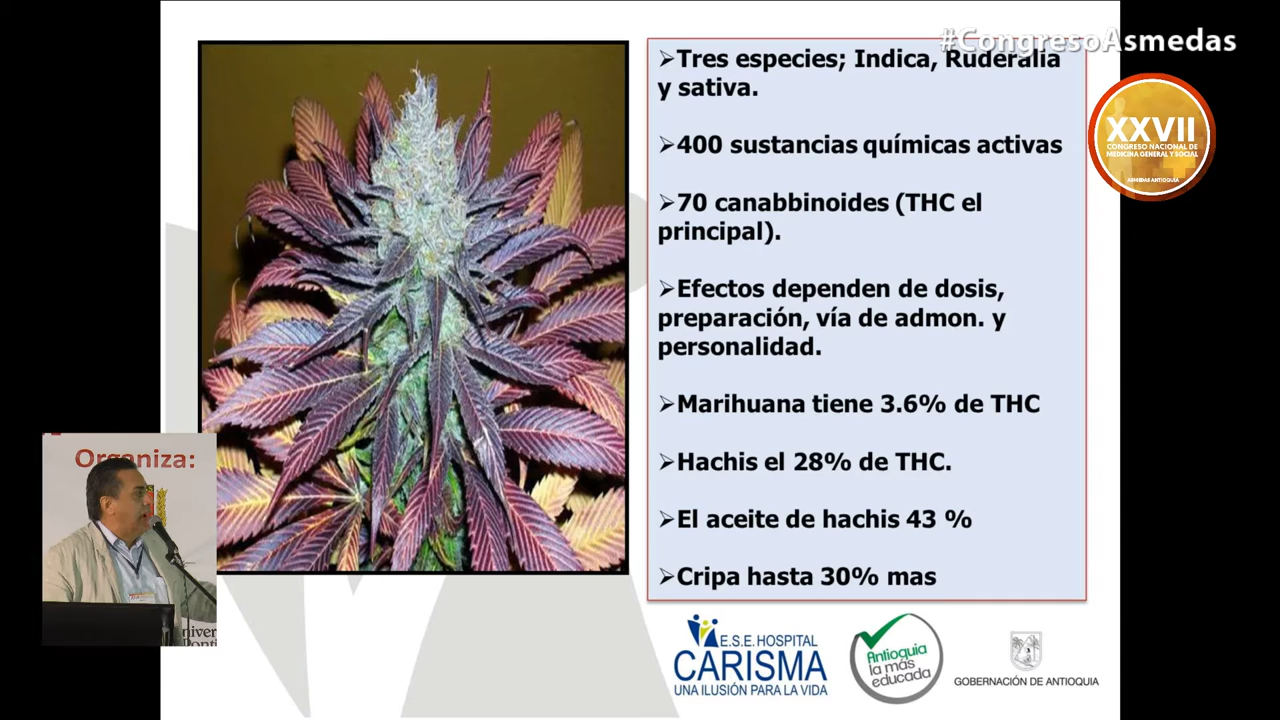 #CongresoAsmedas
➢Tres especies; Indica, Ruderalia
y sativa.
➢400 sustancias químicas activas
➢70 canabbinoides (THC el
principal).
➢Efectos dependen de dosis,
preparación, vía de admon. y
personalidad.
➢Marihuana tiene 3.6% de THC
➢Hachis el 28% de THC.
➢El aceite de hachis 43 %
➢Cripa hasta 30% mas
XXVII
CONGRESO NACIONAL DE
MEDICINA GENERAL Y SOCIAL
ASMEDAS ANTIOQUIA
Organiza:
E.S.E. HOSPITAL
CARISMA
UNA ILUSIÓN PARA LA VIDA
Antioquia
la más
educada
GOBERNACIÓN DE ANTIOQUIA